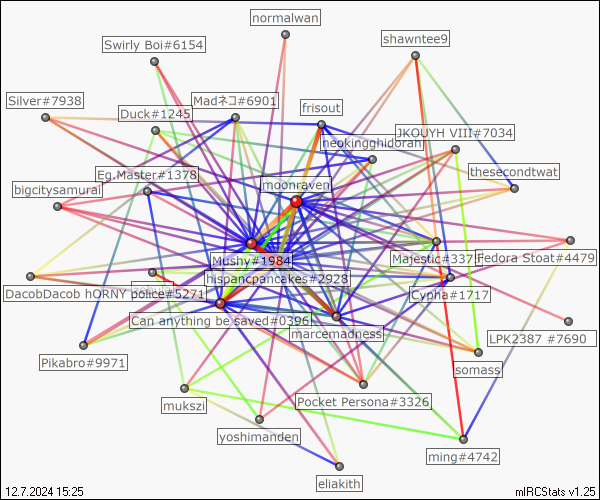 normalwan
shawntee9
Swirly Boi#6154
Silver#7938
Madネコ#6901
frisout
Duck#1245
JKOUYH VIII#7034
neokingghidorah
Eg.Master#1378
thesecondtwat
moonraven
bigcitysamurai
Mushy#1984
Majestic#3375
Fedora Stoat#4479
hispancpancakes#2928
DacobDacob hORNY police#5271
Cypha#1717
Can anything be saved#0396
marcemadness
LPK2387 #7690
Pikabro#9971
somass
mukszi
Pocket Persona#3326
yoshimanden
ming#4742
eliakith
12.7.2024 15:25
mIRCStats v1.25